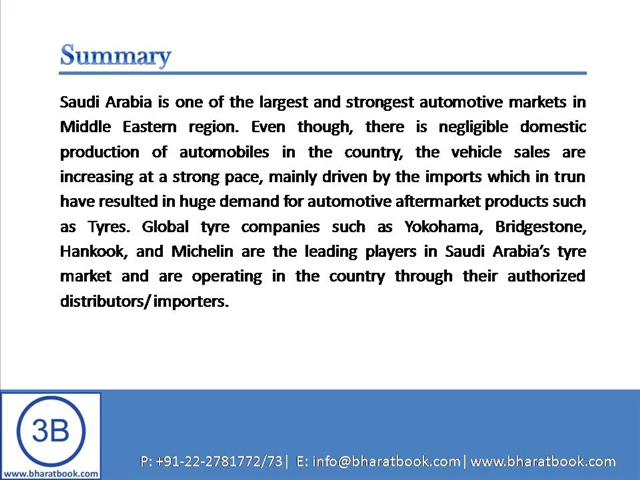 Summary
Saudi Arabia is one of the largest and strongest automotive markets in
Middle Eastern region. Even though, there is negligible domestic
production of automobiles in the country, the vehicle sales are
increasing at a strong pace, mainly driven by the imports which in trun
have resulted in huge demand for automotive aftermarket products such
as Tyres. Global tyre companies such as Yokohama, Bridgestone,
Hankook, and Michelin are the leading players in Saudi Arabia's tyre
market and are operating in the country through their authorized
distributors/importers.
3B
www.bharatbook.com
P: +91-22-2781772/73| E: info@bharatbook.com| www.bharatbook.com